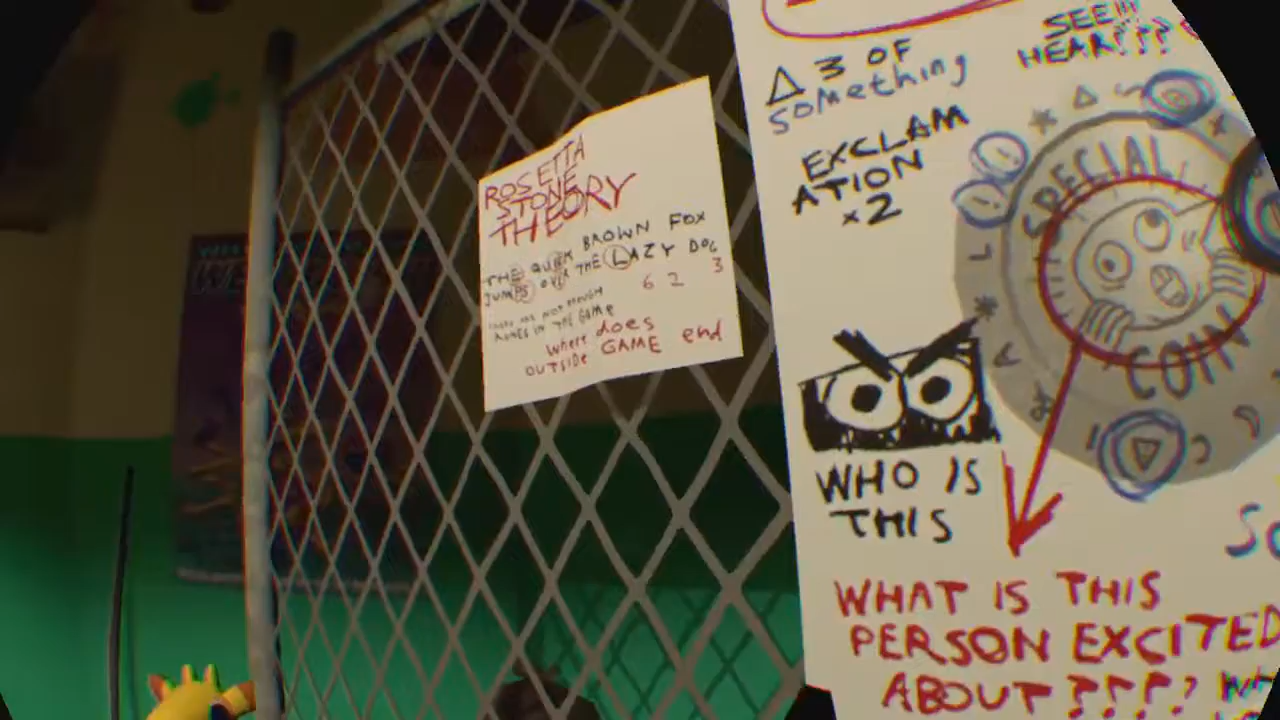 ROSETTA
STONE
THEORY
THE QUICK BROWN FOX
JUMPS OVER THE LAZY DOG
6 2 3
THERE ARE NOT ENOUGH
RUNES IN THE GAME
where does
OUTSIDE GAME end
Δ 3 OF
something
EXCLAM
ATION
x2
SEE!!!
HEAR???
SPECIAL
COIN
WHO IS
THIS
WHAT IS THIS
PERSON EXCITED
ABOUT????